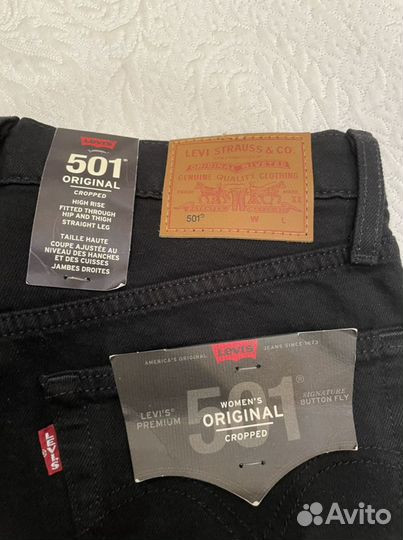 Levi's
501®
ORIGINAL
CROPPED
HIGH RISE
FITTED THROUGH
HIP AND THIGH
STRAIGHT LEG
TAILLE HAUTE
COUPE AJUSTÉE AU
NIVEAU DES HANCHES
ET DES CUISSES
JAMBES DROITES
LEVI STRAUSS & CO.
ORIGINAL RIVETED
GENUINE QUALITY CLOTHING
TRADE MARK
501® W L
AMERICA'S ORIGINAL Levi's JEANS SINCE 1873
501®
WOMEN'S
LEVI'S® PREMIUM
ORIGINAL
SIGNATURE BUTTON FLY
CROPPED
LEVI'S
Avito